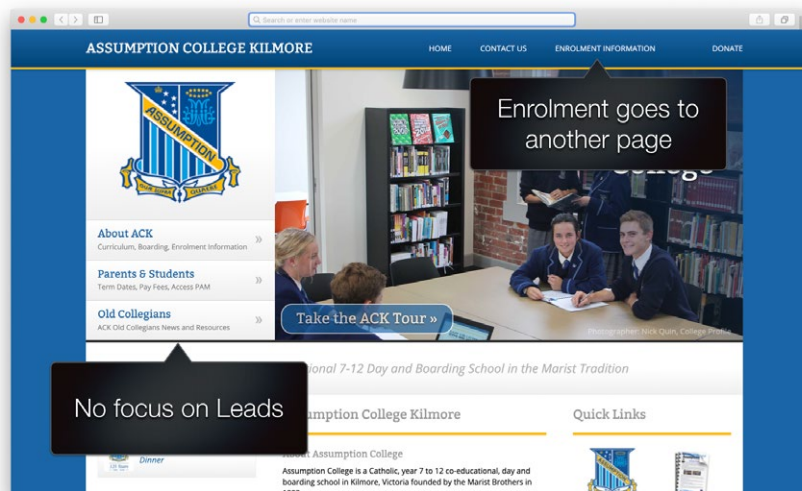 Search or enter website name
ASSUMPTION COLLEGE KILMORE
HOME
CONTACT US
ENROLMENT INFORMATION
DONATE
Enrolment goes to
another page
College
ASSUMPTION
About ACK
Curriculum, Boarding, Enrolment Information
Parents & Students
Term Dates, Pay Fees, Access PAM
Old Collegians
ACK Old Collegians News and Resources
Take the ACK Tour »
Photographer: Nick Quin, College Profile
No focus on Leads
7-12 Day and Boarding School in the Marist Tradition
College Kilmore
Quick Links
Dinner
Assumption College
Assumption College is a Catholic, year 7 to 12 co-educational, day and
boarding school in Kilmore, Victoria founded by the Marist Brothers in